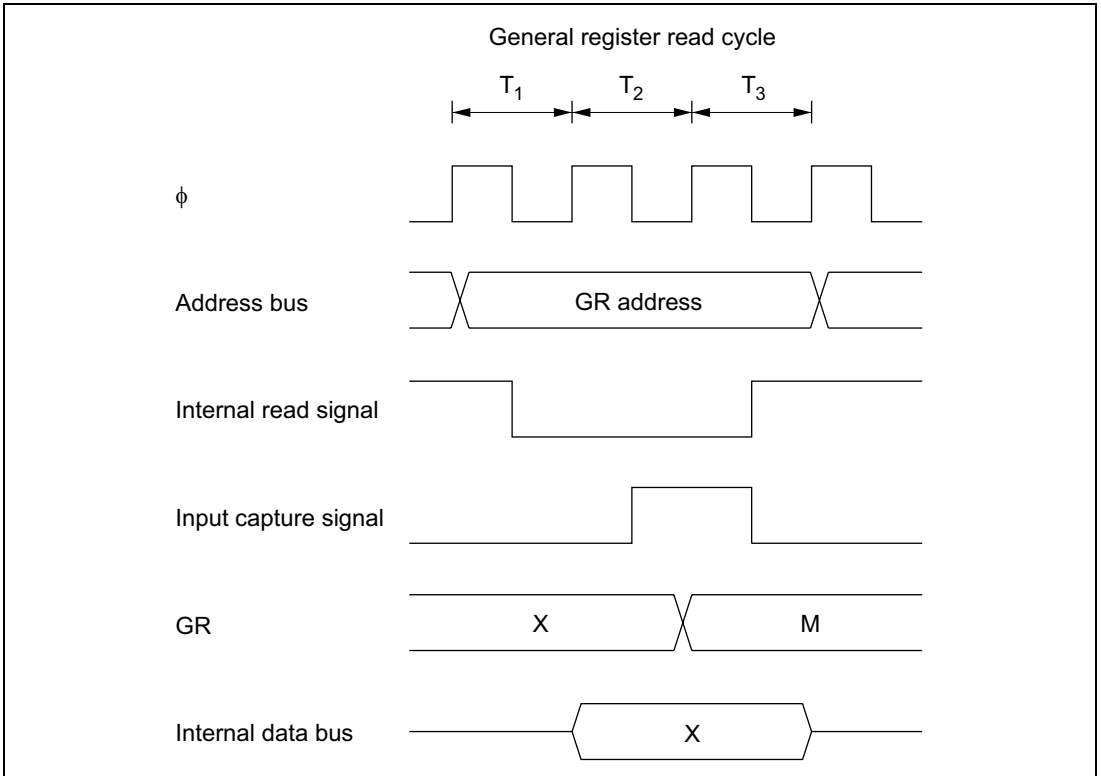 General register read cycle
T1 T2 T3
ϕ
Address bus GR address
Internal read signal
Input capture signal
GR X M
Internal data bus X